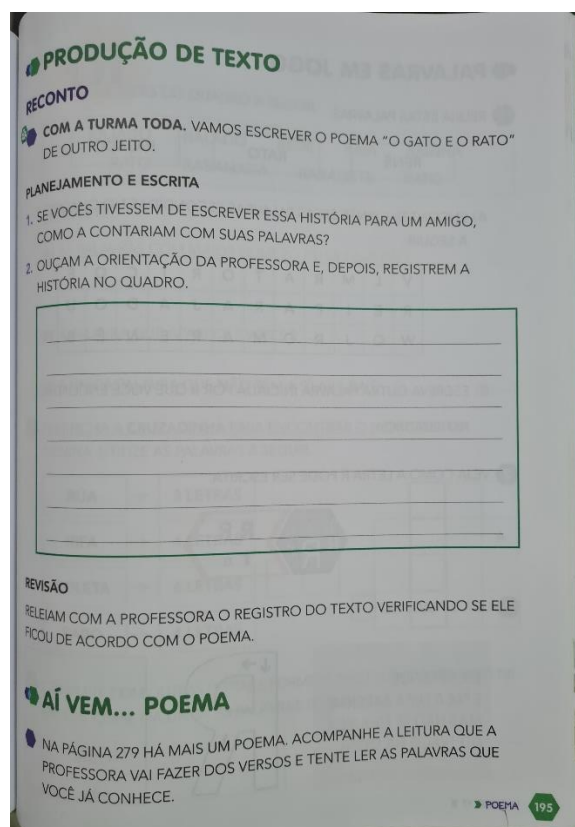 PRODUÇÃO DE TEXTO
RECONTO
COM A TURMA TODA. VAMOS ESCREVER O POEMA “O GATO E O RATO”
DE OUTRO JEITO.
PLANEJAMENTO E ESCRITA
1. SE VOCÊS TIVESSEM DE ESCREVER ESSA HISTÓRIA PARA UM AMIGO,
COMO A CONTARIAM COM SUAS PALAVRAS?
2. OUÇAM A ORIENTAÇÃO DA PROFESSORA E, DEPOIS, REGISTREM A
HISTÓRIA NO QUADRO.
REVISÃO
RELEIAM COM A PROFESSORA O REGISTRO DO TEXTO VERIFICANDO SE ELE
FICOU DE ACORDO COM O POEMA.
AÍ VEM... POEMA
NA PÁGINA 279 HÁ MAIS UM POEMA. ACOMPANHE A LEITURA QUE A
PROFESSORA VAI FAZER DOS VERSOS E TENTE LER AS PALAVRAS QUE
VOCÊ JÁ CONHECE.
POEMA 195